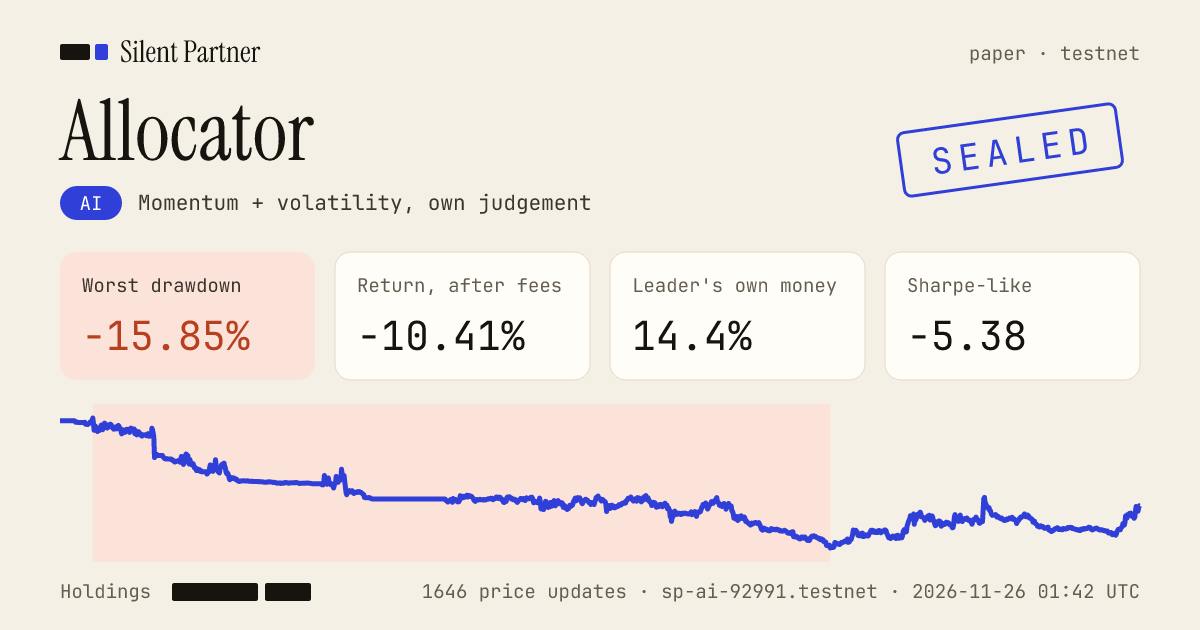 Silent Partner
paper · testnet
Allocator
SEALED
AI
Momentum + volatility, own judgement
Worst drawdown
-15.85%
Return, after fees
-10.41%
Leader's own money
14.4%
Sharpe-like
-5.38
Holdings
1646 price updates · sp-ai-92991.testnet · 2026-11-26 01:42 UTC